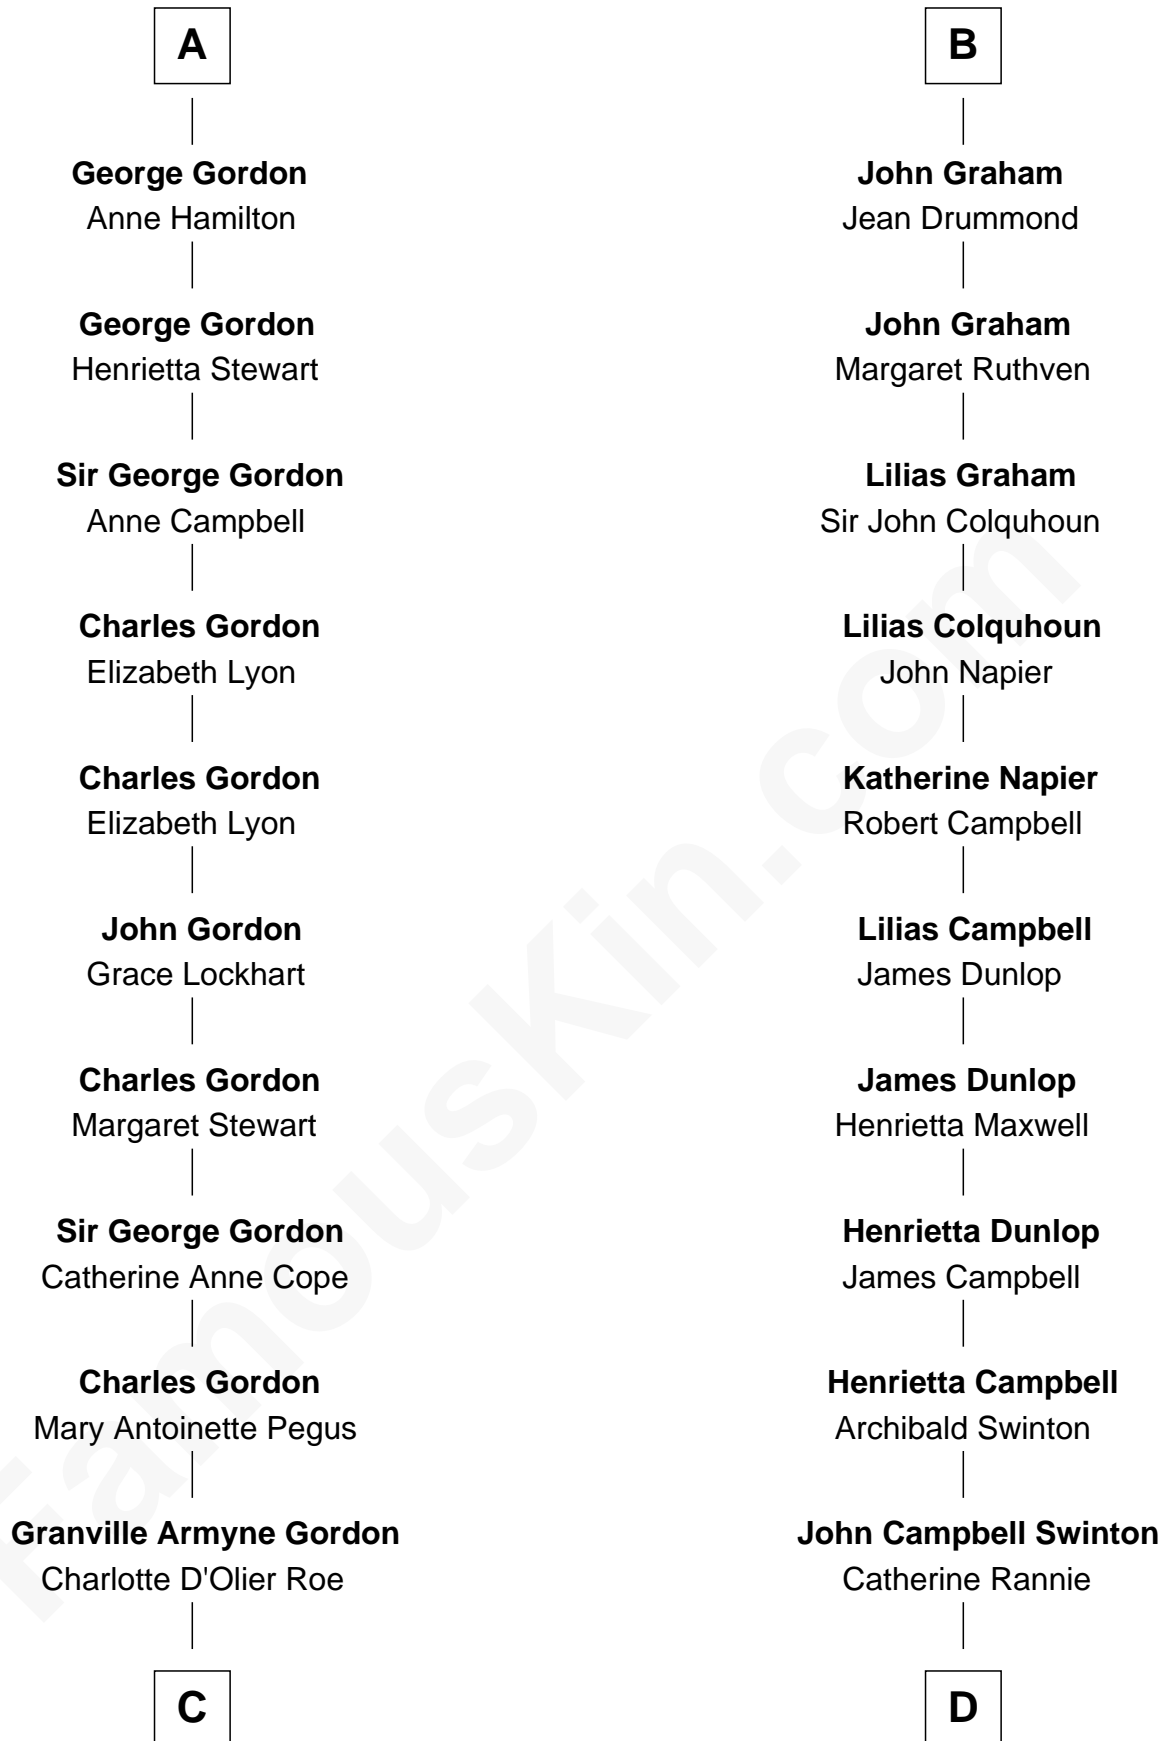 A
George Gordon
Anne Hamilton
George Gordon
Henrietta Stewart
Sir George Gordon
Anne Campbell
Charles Gordon
Elizabeth Lyon
Charles Gordon
Elizabeth Lyon
John Gordon
Grace Lockhart
Charles Gordon
Margaret Stewart
Sir George Gordon
Catherine Anne Cope
Charles Gordon
Mary Antoinette Pegus
Granville Armyne Gordon
Charlotte D'Olier Roe
C
B
John Graham
Jean Drummond
John Graham
Margaret Ruthven
Lilias Graham
Sir John Colquhoun
Lilias Colquhoun
John Napier
Katherine Napier
Robert Campbell
Lilias Campbell
James Dunlop
James Dunlop
Henrietta Maxwell
Henrietta Dunlop
James Campbell
Henrietta Campbell
Archibald Swinton
John Campbell Swinton
Catherine Rannie
D
FamousKin.com